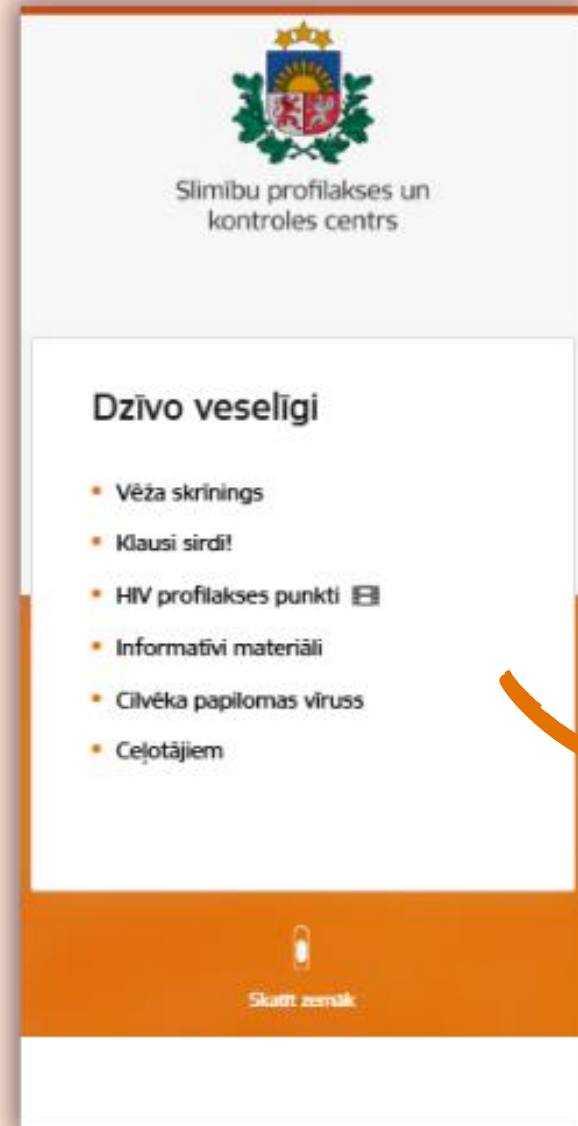 Slimību profilakses un
kontroles centrs
Dzīvo veselīgi
Vēža skrīnings
Klausi sirdi!
HIV profilakses punkti
Informatīvi materiāli
Cilvēka papilomas vīruss
Ceļotājiem
Skatīt zemāk